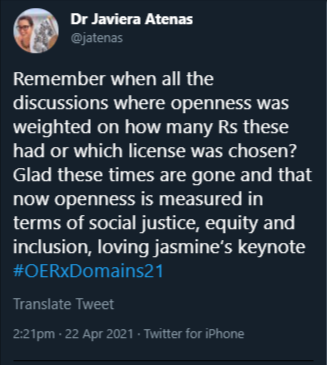 Dr Javiera Atenas
@jatenas
Remember when all the
discussions where openness was
weighted on how many Rs these
had or which license was chosen?
Glad these times are gone and that
now openness is measured in
terms of social justice, equity and
inclusion, loving jasmine's keynote
#OERxDomains21
Translate Tweet
2:21pm · 22 Apr 2021 · Twitter for iPhone